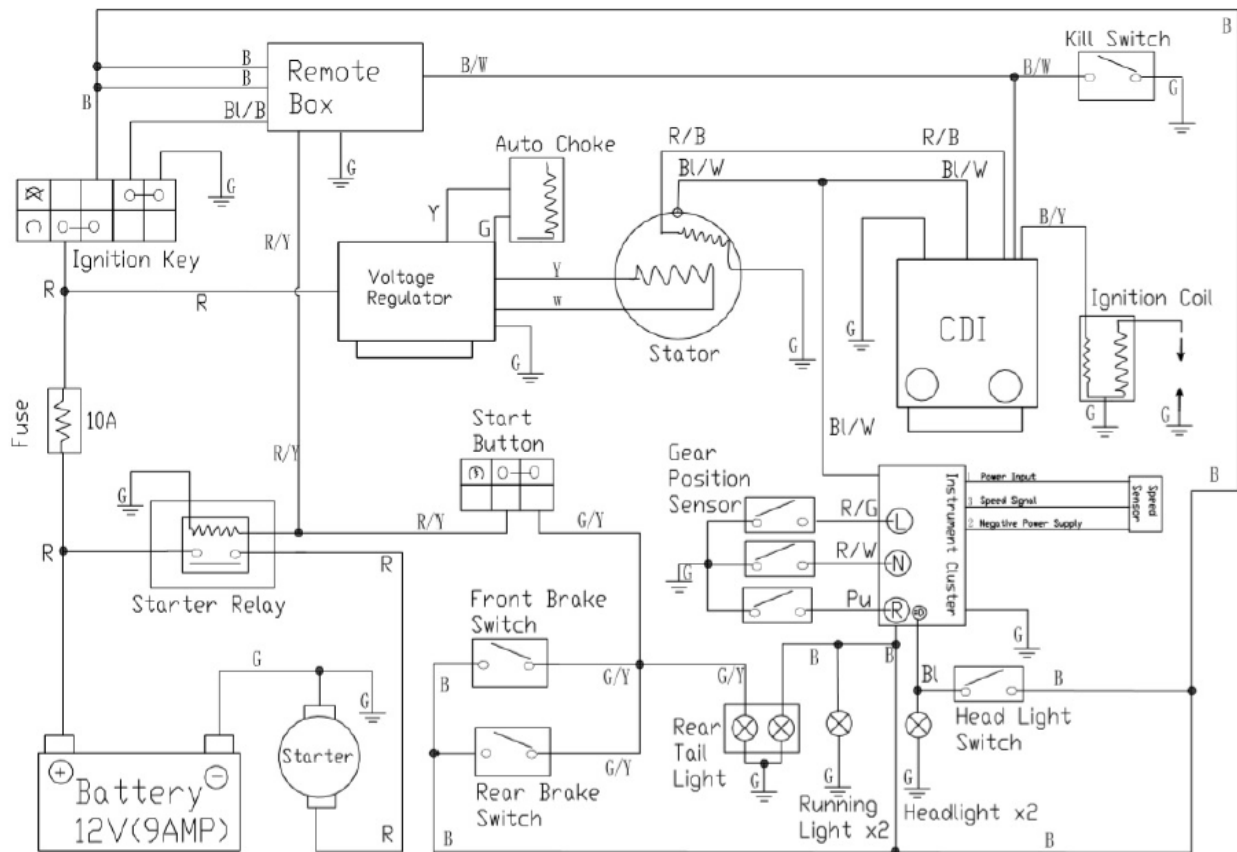 B
Kill Switch
B
B
Remote
Box
B/W
B/W
G
B
Bl/B
G
G
Auto Choke
R/B
R/B
Bl/W
Bl/W
Y
G
B/Y
Ignition Key
R/Y
Voltage
Regulator
Y
W
Stator
G
G
G
CDI
Ignition Coil
G
G
R
R
Fuse
10A
Start
Button
Bl/W
Gear
Position
Sensor
R/Y
G
R/Y
G/Y
R/G
L
R/W
N
G
Pu
R
Instrument Cluster
1 Power Input
3 Speed Signal
2 Negative Power Supply
Speed
Sensor
B
G
R
R
Starter Relay
Front Brake
Switch
B
G/Y
G/Y
B
B
Bl
B
Head Light
Switch
G
G
Starter
Rear Brake
Switch
G/Y
Rear
Tail
Light
G
G
Running
Light x2
G
Headlight x2
+
-
Battery
12V(9AMP)
R
B
B